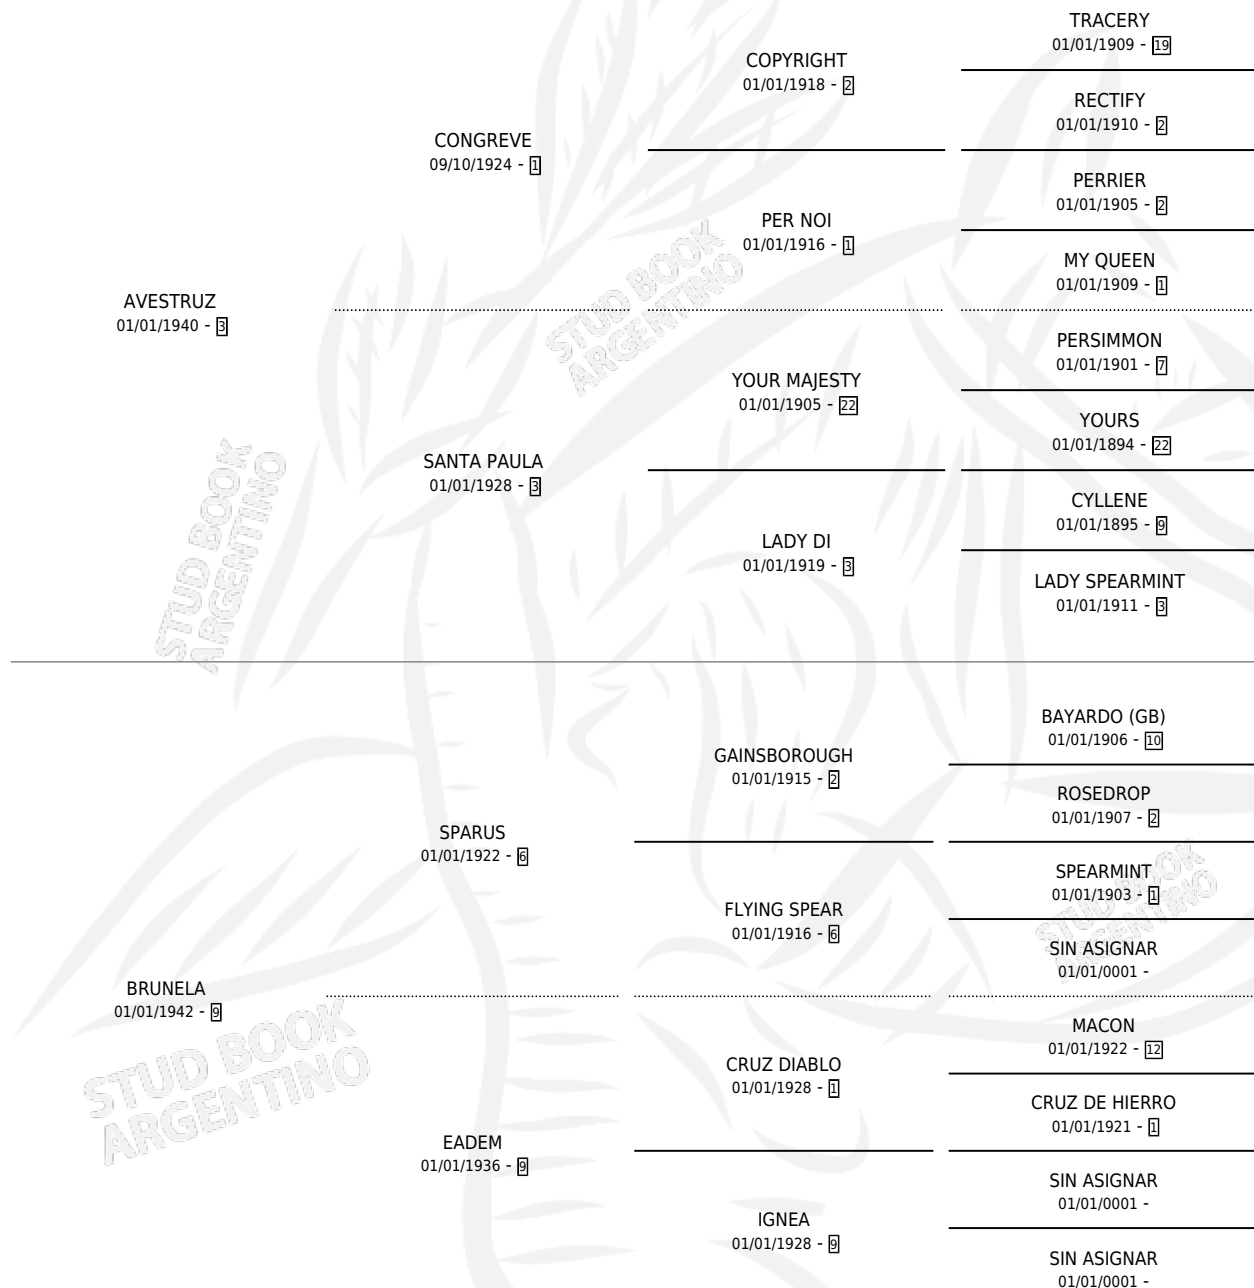 TRACERY
01/01/1909 - 19
COPYRIGHT
01/01/1918 - 2
RECTIFY
01/01/1910 - 2
CONGREVE
09/10/1924 - 1
PERRIER
01/01/1905 - 2
PER NOI
01/01/1916 - 1
MY QUEEN
01/01/1909 - 1
AVESTRUZ
01/01/1940 - 3
PERSIMMON
01/01/1901 - 7
YOUR MAJESTY
01/01/1905 - 22
YOURS
01/01/1894 - 22
SANTA PAULA
01/01/1928 - 3
CYLLENE
01/01/1895 - 9
LADY DI
01/01/1919 - 3
LADY SPEARMINT
01/01/1911 - 3
BAYARDO (GB)
01/01/1906 - 10
GAINSBOROUGH
01/01/1915 - 2
ROSEDROP
01/01/1907 - 2
SPARUS
01/01/1922 - 6
SPEARMINT
01/01/1903 - 1
FLYING SPEAR
01/01/1916 - 6
SIN ASIGNAR
01/01/0001 -
BRUNELA
01/01/1942 - 9
MACON
01/01/1922 - 12
CRUZ DIABLO
01/01/1928 - 1
CRUZ DE HIERRO
01/01/1921 - 1
EADEM
01/01/1936 - 9
SIN ASIGNAR
01/01/0001 -
IGNEA
01/01/1928 - 9
SIN ASIGNAR
01/01/0001 -
STUD BOOK
ARGENTINO
STUD BOOK
ARGENTINO
STUD BOOK
ARGENTINO
STUD BOOK
ARGENTINO